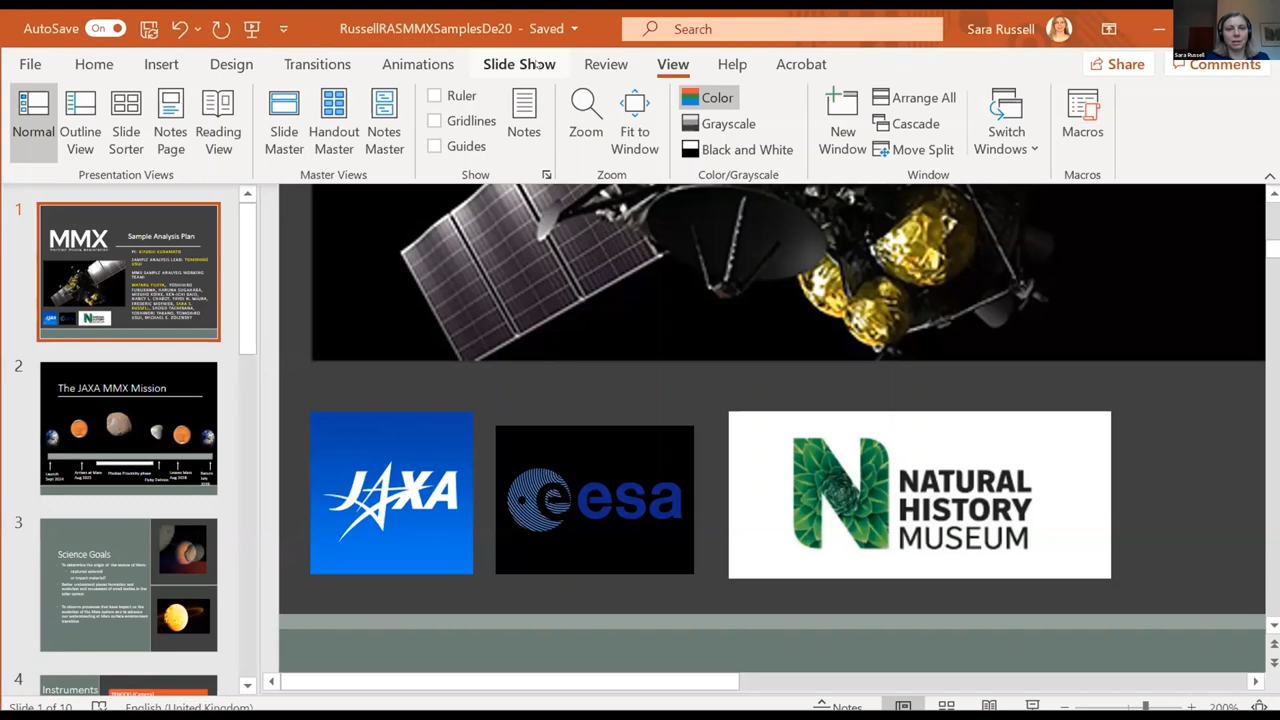 AutoSave On RussellRASMMXSamplesDe20 - Saved Search Sara Russell
Sara Russell
File Home Insert Design Transitions Animations Slide Show Review View Help Acrobat Share Comments
Normal Outline View Slide Sorter Notes Page Reading View
Presentation Views
Slide Master Handout Master Notes Master
Master Views
Ruler
Gridlines
Guides
Notes
Show
Zoom Fit to Window
Zoom
Color
Grayscale
Black and White
Color/Grayscale
New Window Arrange All
Cascade
Move Split
Switch Windows
Window
Macros
Macros
1
MMX
Sample Analysis Plan
2
The JAXA MMX Mission
3
Science Goals
4
Instruments
JAXA
esa
NATURAL
HISTORY
MUSEUM
Slide 1 of 10 English (United Kingdom) Notes 200%